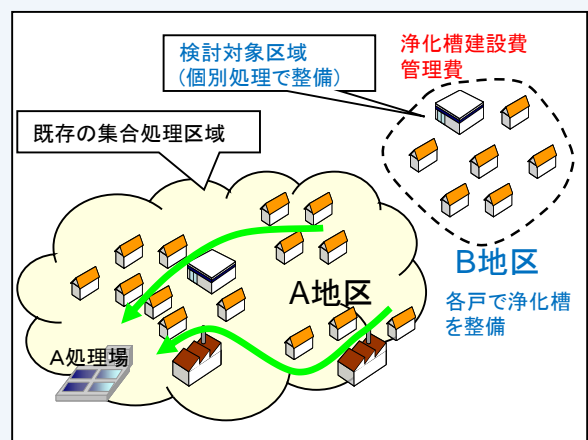 検討対象区域
(個別処理で整備)
浄化槽建設費
管理費
既存の集合処理区域
B地区
各戸で浄化槽
を整備
A地区
A処理場